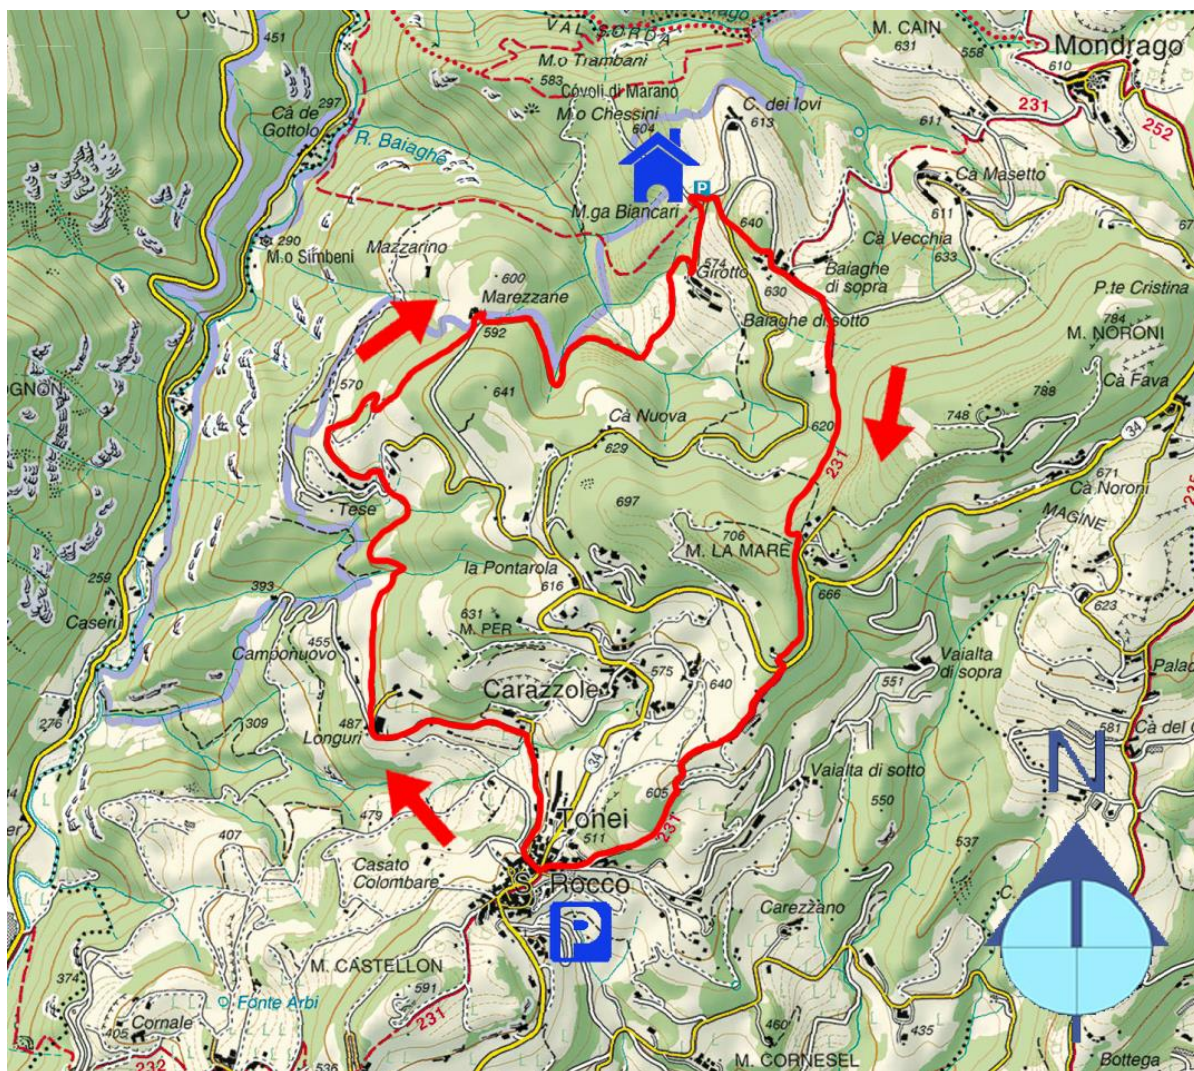 VAL SORDA
M. CAIN
631
558
Mondrago
610
451
M.o Trambani
583
Covoli di Marano
297
Cà de
Gottolo
M.o Chessini
604
C. dei Iovi
613
611
231
252
R. Baiaghe
P
Cà Masetto
611
M.ga Biancari
640
Cà Vecchia
633
290
M.o Simbeni
Mazzarino
600
574
Girotto
630
Baiaghe
di sopra
P.te Cristina
784
M. NORONI
Marezzane
592
Baiaghe di sotto
Cà Fava
788
570
641
748
OGNON
Cà Nuova
629
620
34
231
671
Cà Noroni
Tese
697
706
M. LA MARE
MAGINE
259
Caseri
393
la Pontarola
616
666
631
M. PER
623
455
Camponuovo
575
Vaialta
di sopra
551
Carazzole
640
276
309
487
Longuri
581
Cà del
N
34
Vaialta di sotto
605
550
479
Tonei
511
231
407
537
Casato
Colombare
S. Rocco
Carezzano
P
M. CASTELLON
374
591
Fonte Arbi
231
Cornale
405
460
435
232
536
M. CORNESEL
Bottega